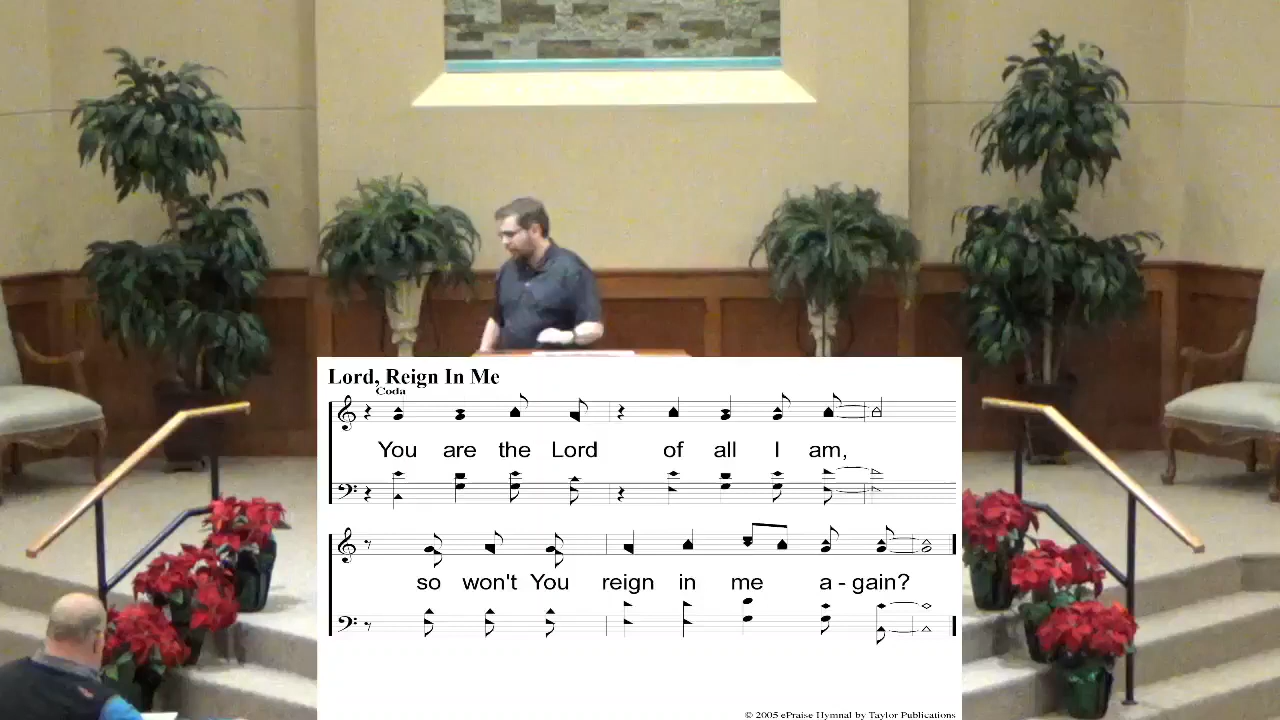 Lord, Reign In Me
Coda
You are the Lord of all I am,
so won't You reign in me a - gain?
© 2005 ePraise Hymnal by Taylor Publications